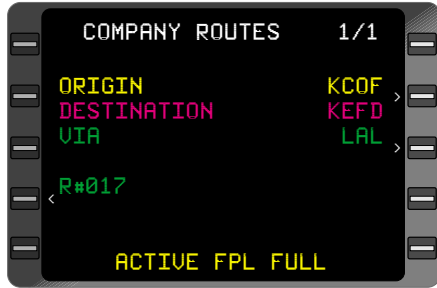 COMPANY ROUTES 1/1
ORIGIN KCOF >
DESTINATION KEFD
VIA LAL >
< R#017
ACTIVE FPL FULL